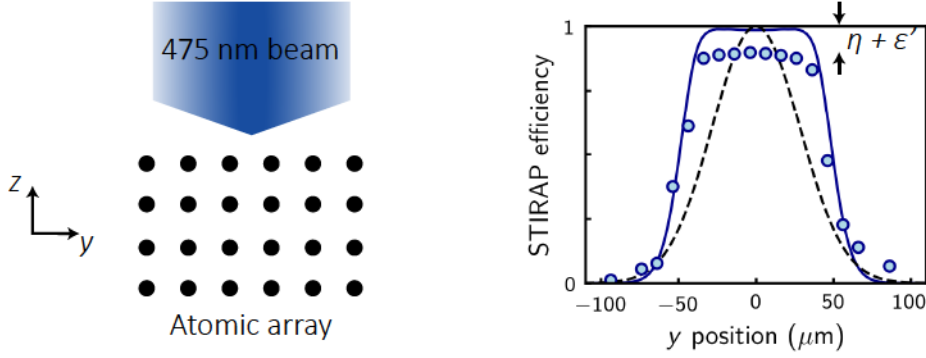 475 nm beam
z
y
Atomic array
STIRAP efficiency
1
0
η + ε′
−100
−50
0
50
100
y position (μm)